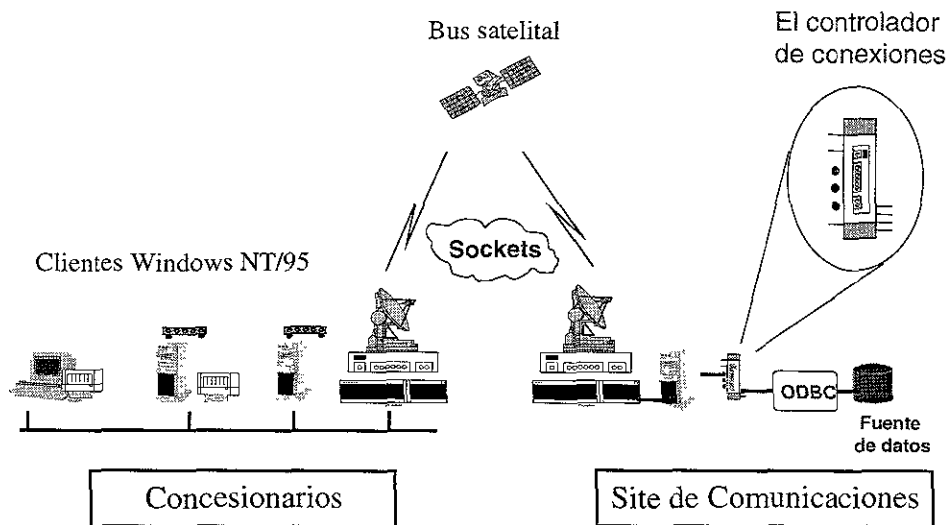 El controlador
de conexiones
Bus satelital
Sockets
Clientes Windows NT/95
ODBC
Fuente
de datos
Concesionarios
Site de Comunicaciones